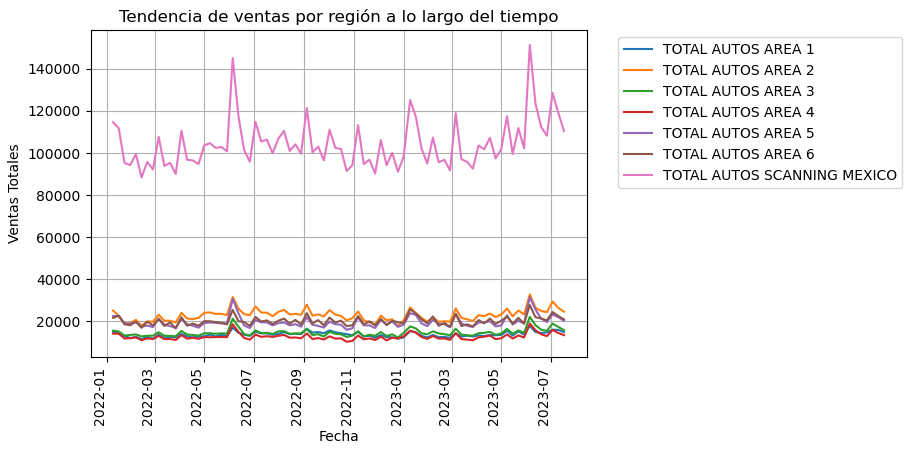 Tendencia de ventas por región a lo largo del tiempo
TOTAL AUTOS AREA 1
TOTAL AUTOS AREA 2
TOTAL AUTOS AREA 3
TOTAL AUTOS AREA 4
TOTAL AUTOS AREA 5
TOTAL AUTOS AREA 6
TOTAL AUTOS SCANNING MEXICO
Ventas Totales
140000
120000
100000
80000
60000
40000
20000
2022-01
2022-03
2022-05
2022-07
2022-09
2022-11
2023-01
2023-03
2023-05
2023-07
Fecha